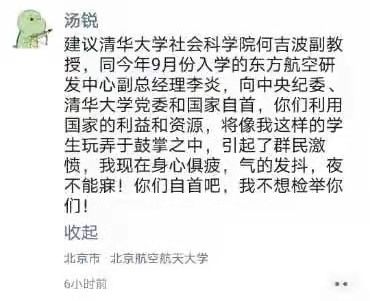 汤锐
建议清华大学社会科学院何吉波副教
授，同今年9月份入学的东方航空研
发中心副总经理李炎，向中央纪委、
清华大学党委和国家自首，你们利用
国家的利益和资源，将像我这样的学
生玩弄于鼓掌之中，引起了群民激
愤，我现在身心俱疲，气的发抖，夜
不能寐！你们自首吧，我不想检举你
们！
收起
北京市 北京航空航天大学
6小时前